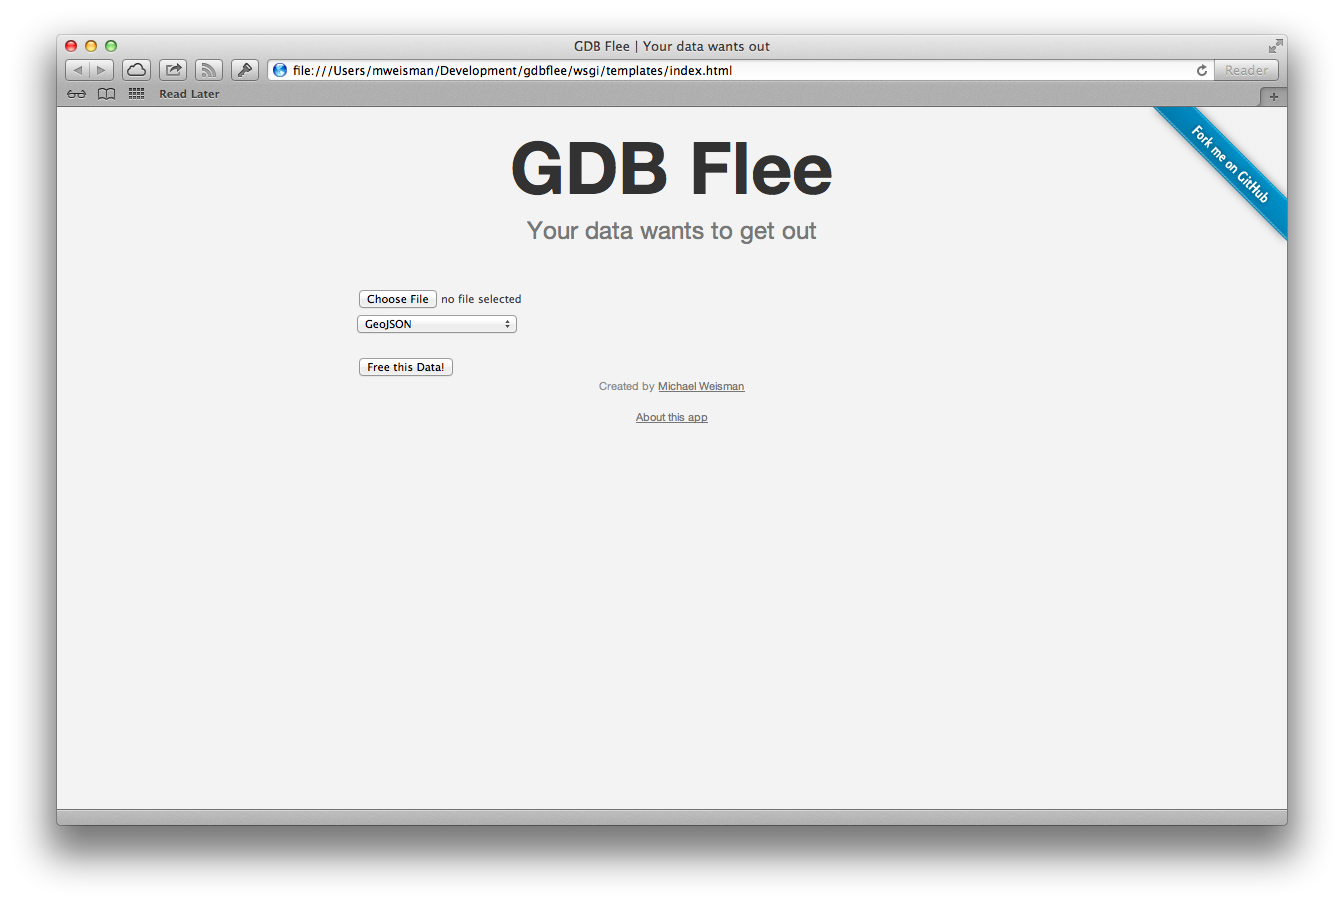 GDB Flee | Your data wants out
file:///Users/mweisman/Development/gdbflee/wsgi/templates/index.html
Reader
Read Later
Fork me on GitHub
GDB Flee
Your data wants to get out
Choose File no file selected
GeoJSON
Free this Data!
Created by Michael Weisman
About this app